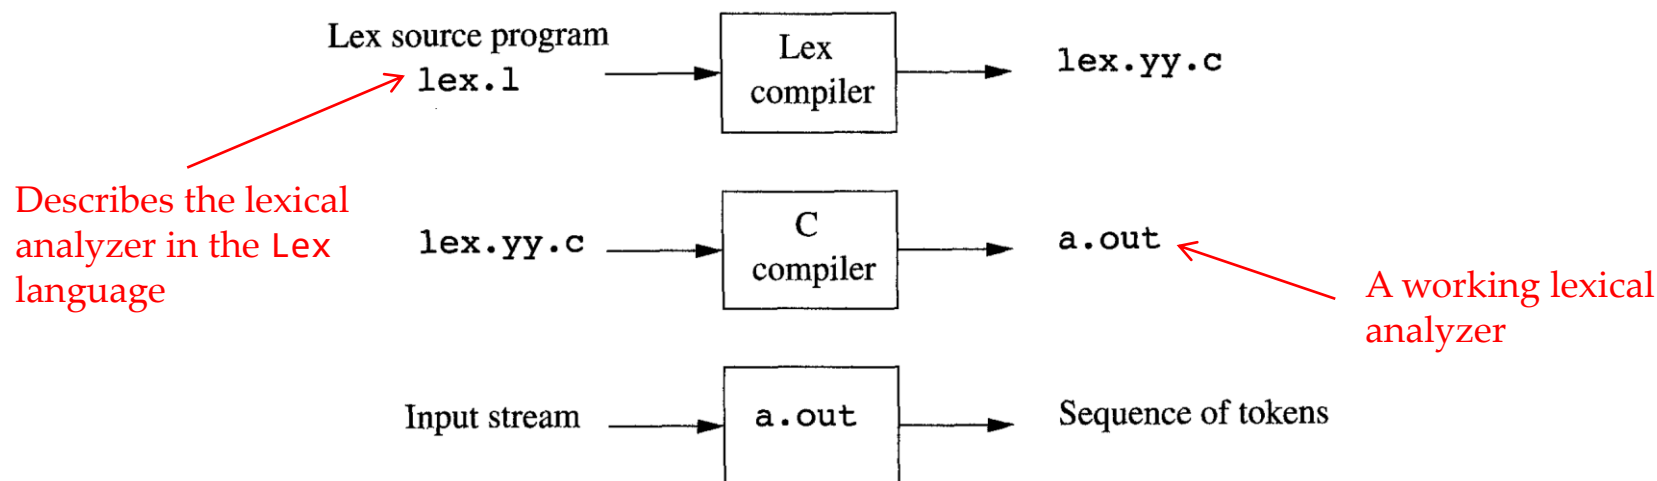 Lex source program
lex.l
Lex
compiler
lex.yy.c
Describes the lexical
analyzer in the Lex
language
lex.yy.c
C
compiler
a.out
A working lexical
analyzer
Input stream
a.out
Sequence of tokens